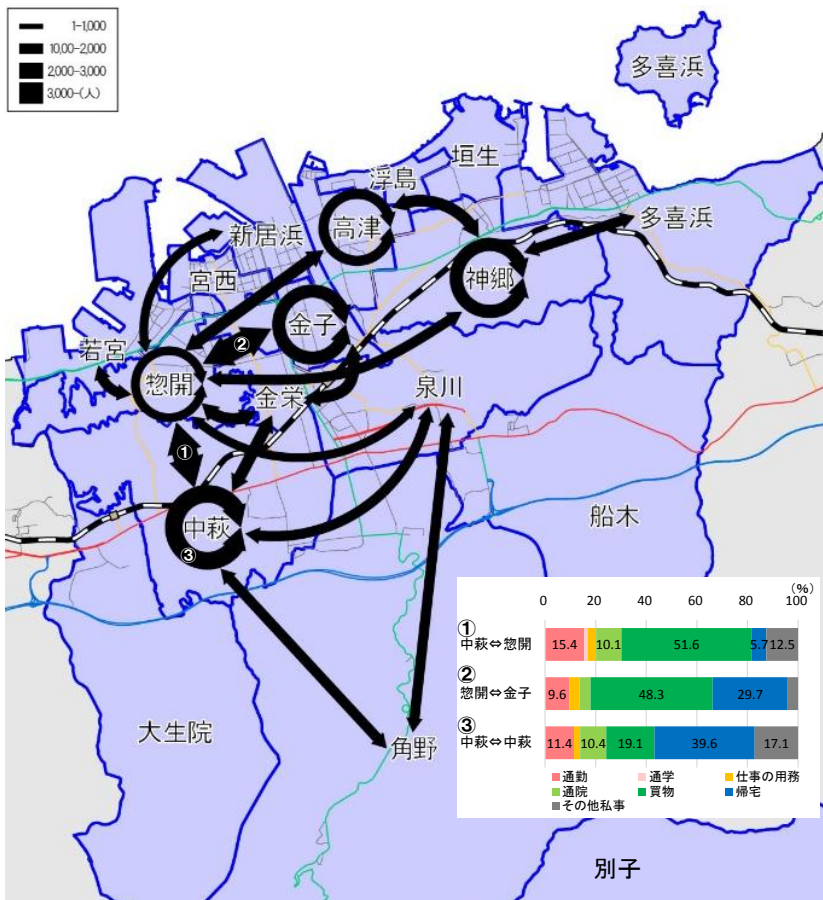 1-1,000
10,00-2,000
2,000-3,000
3,000-(人)
多喜浜
垣生
浮島
高津
多喜浜
新居浜
宮西
神郷
金子
②
若宮
惣開
金栄
泉川
①
中萩
③
船木
大生院
角野
別子
(%)
0 20 40 60 80 100
①
中萩⇔惣開
15.4 10.1 51.6 5.7 12.5
②
惣開⇔金子
9.6 48.3 29.7
③
中萩⇔中萩
11.4 10.4 19.1 39.6 17.1
通勤 通学 仕事の用務
通院 買物 帰宅
その他私事